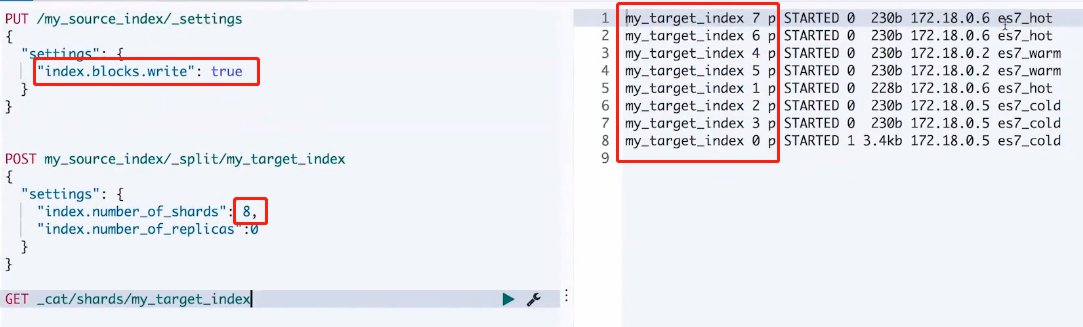 PUT /my_source_index/_settings
{
  "settings": {
    "index.blocks.write": true
  }
}
POST my_source_index/_split/my_target_index
{
  "settings": {
    "index.number_of_shards": 8,
    "index.number_of_replicas":0
  }
}
GET _cat/shards/my_target_index
1 my_target_index 7 p STARTED 0 230b 172.18.0.6 es7_hot
2 my_target_index 6 p STARTED 0 230b 172.18.0.6 es7_hot
3 my_target_index 4 p STARTED 0 230b 172.18.0.2 es7_warm
4 my_target_index 5 p STARTED 0 230b 172.18.0.2 es7_warm
5 my_target_index 1 p STARTED 0 228b 172.18.0.6 es7_hot
6 my_target_index 2 p STARTED 0 230b 172.18.0.5 es7_cold
7 my_target_index 3 p STARTED 0 230b 172.18.0.5 es7_cold
8 my_target_index 0 p STARTED 1 3.4kb 172.18.0.5 es7_cold
9